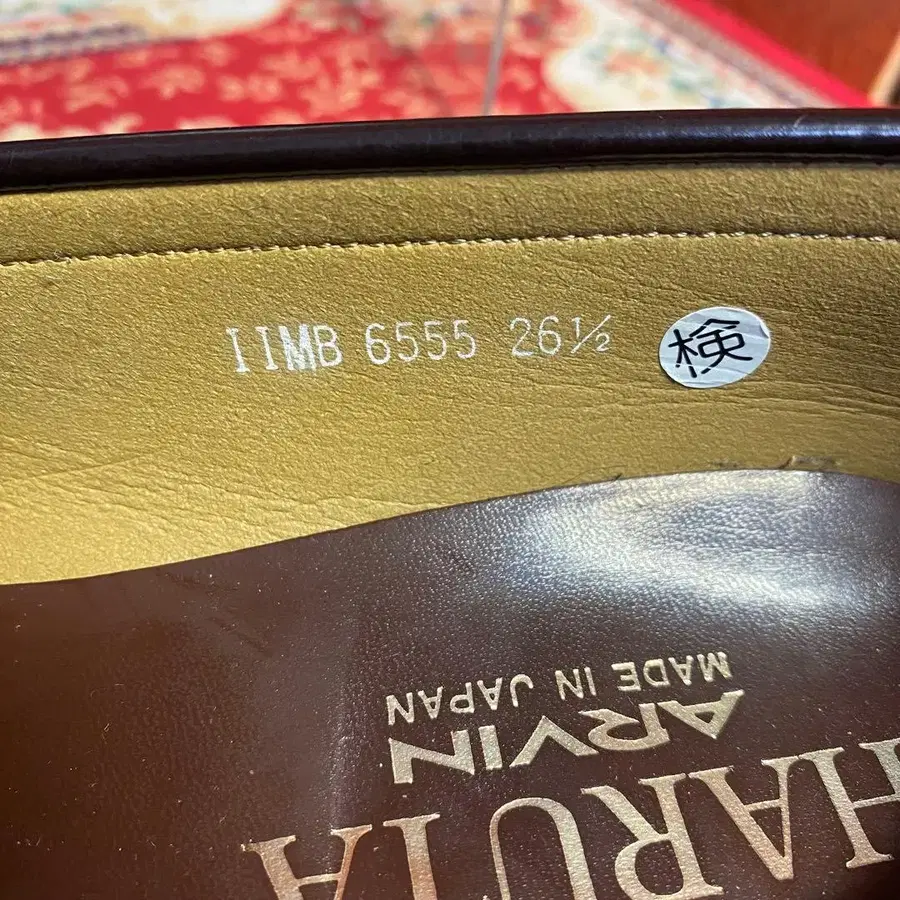 IIMB 6555 26½ 検
HARUTA
ARVIN
MADE IN JAPAN